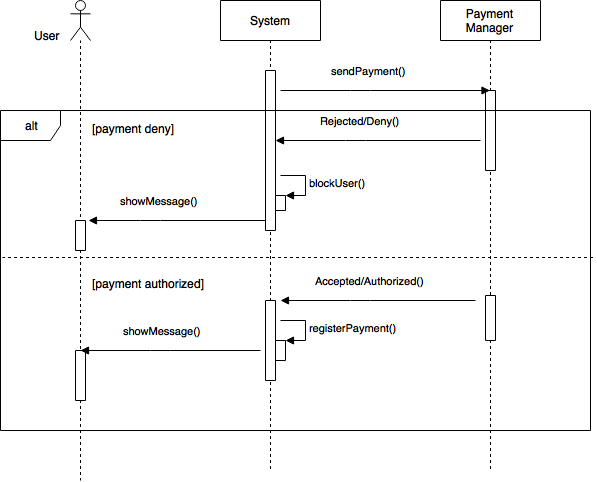 User
System
Payment
Manager
sendPayment()
alt
[payment deny]
Rejected/Deny()
blockUser()
showMessage()
[payment authorized]
Accepted/Authorized()
registerPayment()
showMessage()